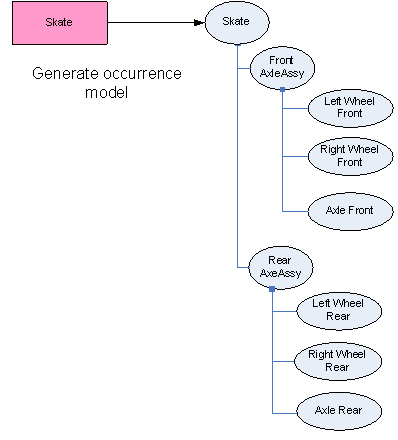 Skate
Skate
Generate occurrence
model
Front
AxleAssy
Left Wheel
Front
Right Wheel
Front
Axle Front
Rear
AxeAssy
Left Wheel
Rear
Right Wheel
Rear
Axle Rear